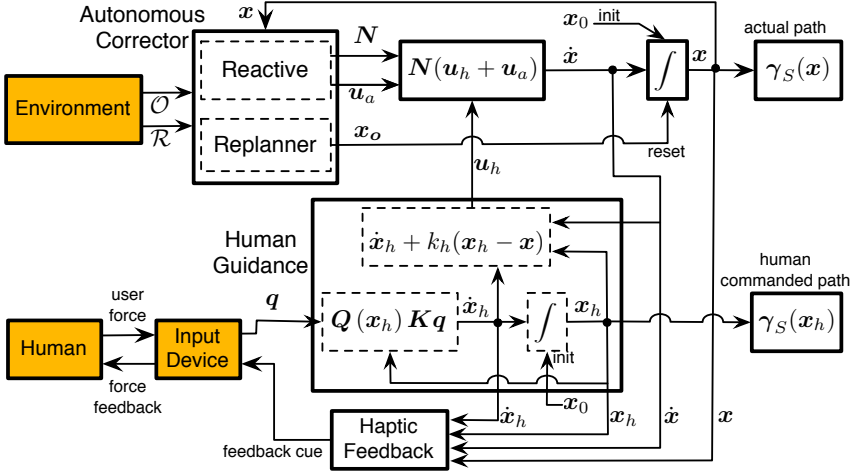 Autonomous
Corrector
x
x₀
init
actual path
Reactive
N
N(u_h + u_a)
ẋ
∫
x
γ_S(x)
Environment
O
R
u_a
Replanner
x_o
reset
u_h
Human
Guidance
ẋ_h + k_h(x_h − x)
human
commanded path
user
force
q
Q (x_h) Kq
ẋ_h
∫
x_h
γ_S(x_h)
Human
Input
Device
init
force
feedback
x₀
feedback cue
Haptic
Feedback
ẋ_h
x_h
ẋ
x